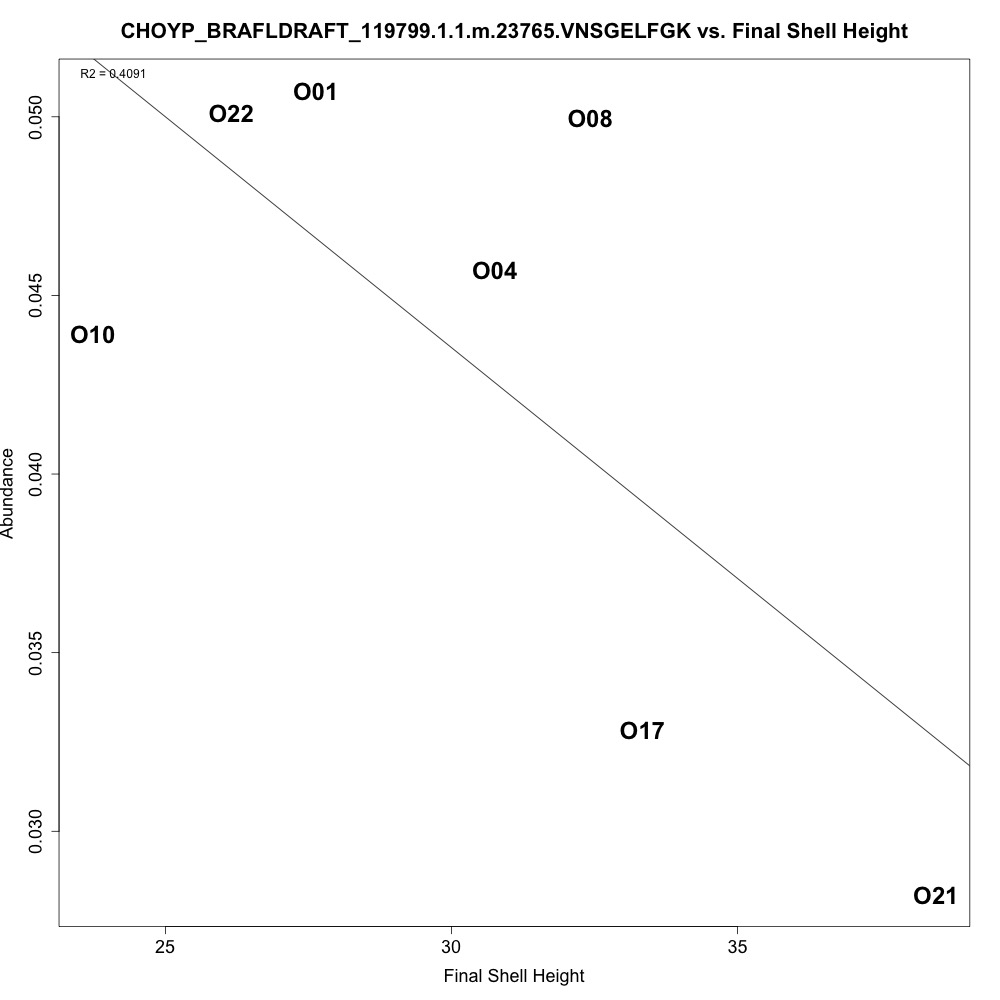 CHOYP_BRAFLDRAFT_119799.1.1.m.23765.VNSGELFGK vs. Final Shell Height
R2 = 0.4091
O01
O22
O08
O04
O10
O17
O21
0.050
0.045
0.040
0.035
0.030
Abundance
25 30 35
Final Shell Height